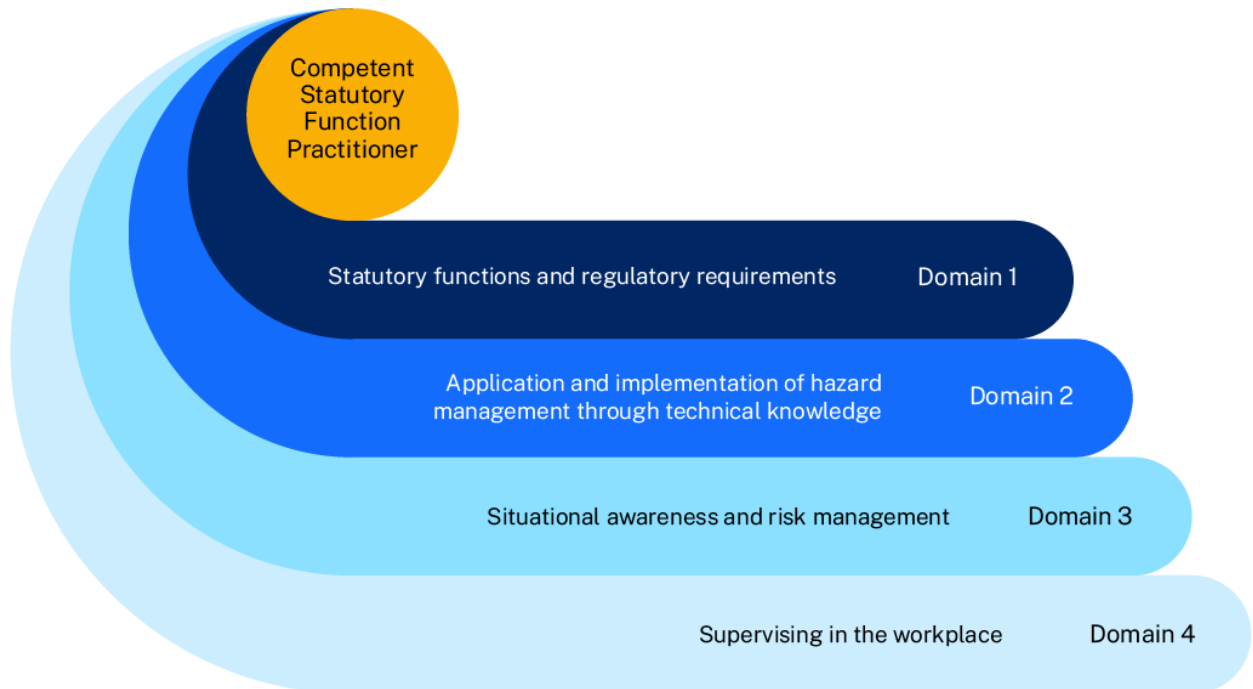 Competent
Statutory
Function
Practitioner
Statutory functions and regulatory requirements Domain 1
Application and implementation of hazard
management through technical knowledge
Domain 2
Situational awareness and risk management Domain 3
Supervising in the workplace Domain 4